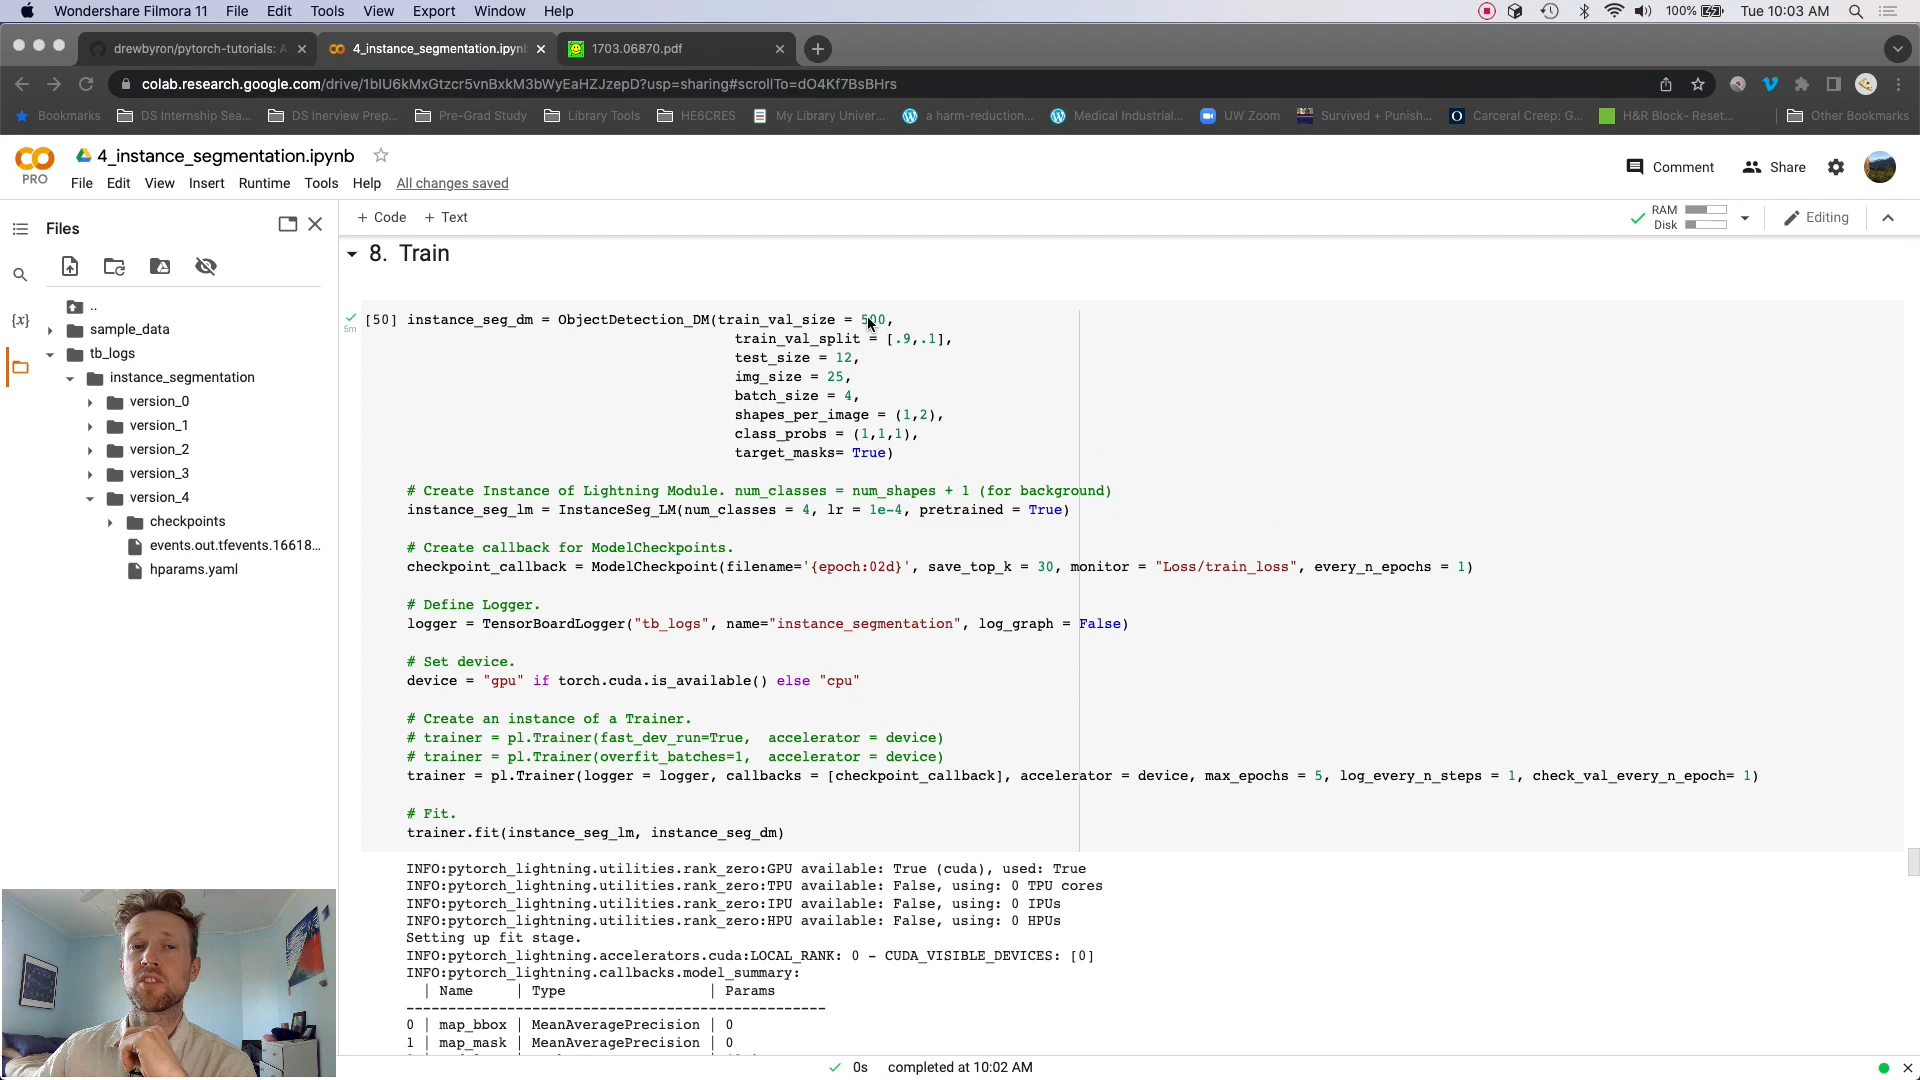 Wondershare Filmora 11 File Edit Tools View Export Window Help 100% Tue 10:03 AM
drewbyron/pytorch-tutorials: A 4_instance_segmentation.ipyn 1703.06870.pdf
colab.research.google.com/drive/1bIU6kMxGtzcr5vnBxkM3bWyEaHZJzepD?usp=sharing#scrollTo=dO4Kf7BsBHrs
Bookmarks DS Internship Sea... DS Inerview Prep... Pre-Grad Study Library Tools HE6CRES My Library Univer... a harm-reduction... Medical Industrial... UW Zoom Survived + Punish... Carceral Creep: G... H&R Block- Reset... Other Bookmarks
4_instance_segmentation.ipynb
PRO
File Edit View Insert Runtime Tools Help All changes saved
Comment Share
Files
+ Code + Text
RAM
Disk
Editing
..
sample_data
tb_logs
instance_segmentation
version_0
version_1
version_2
version_3
version_4
checkpoints
events.out.tfevents.16618...
hparams.yaml
{x}
8. Train
5m
[50] instance_seg_dm = ObjectDetection_DM(train_val_size = 500,
train_val_split = [.9,.1],
test_size = 12,
img_size = 25,
batch_size = 4,
shapes_per_image = (1,2),
class_probs = (1,1,1),
target_masks= True)
# Create Instance of Lightning Module. num_classes = num_shapes + 1 (for background)
instance_seg_lm = InstanceSeg_LM(num_classes = 4, lr = 1e-4, pretrained = True)
# Create callback for ModelCheckpoints.
checkpoint_callback = ModelCheckpoint(filename='{epoch:02d}', save_top_k = 30, monitor = "Loss/train_loss", every_n_epochs = 1)
# Define Logger.
logger = TensorBoardLogger("tb_logs", name="instance_segmentation", log_graph = False)
# Set device.
device = "gpu" if torch.cuda.is_available() else "cpu"
# Create an instance of a Trainer.
# trainer = pl.Trainer(fast_dev_run=True,  accelerator = device)
# trainer = pl.Trainer(overfit_batches=1,  accelerator = device)
trainer = pl.Trainer(logger = logger, callbacks = [checkpoint_callback], accelerator = device, max_epochs = 5, log_every_n_steps = 1, check_val_every_n_epoch= 1)
# Fit.
trainer.fit(instance_seg_lm, instance_seg_dm)
INFO:pytorch_lightning.utilities.rank_zero:GPU available: True (cuda), used: True
INFO:pytorch_lightning.utilities.rank_zero:TPU available: False, using: 0 TPU cores
INFO:pytorch_lightning.utilities.rank_zero:IPU available: False, using: 0 IPUs
INFO:pytorch_lightning.utilities.rank_zero:HPU available: False, using: 0 HPUs
Setting up fit stage.
INFO:pytorch_lightning.accelerators.cuda:LOCAL_RANK: 0 - CUDA_VISIBLE_DEVICES: [0]
INFO:pytorch_lightning.callbacks.model_summary:
| Name | Type | Params
--------------------------------------------------
0 | map_bbox | MeanAveragePrecision | 0
1 | map_mask | MeanAveragePrecision | 0
0s completed at 10:02 AM